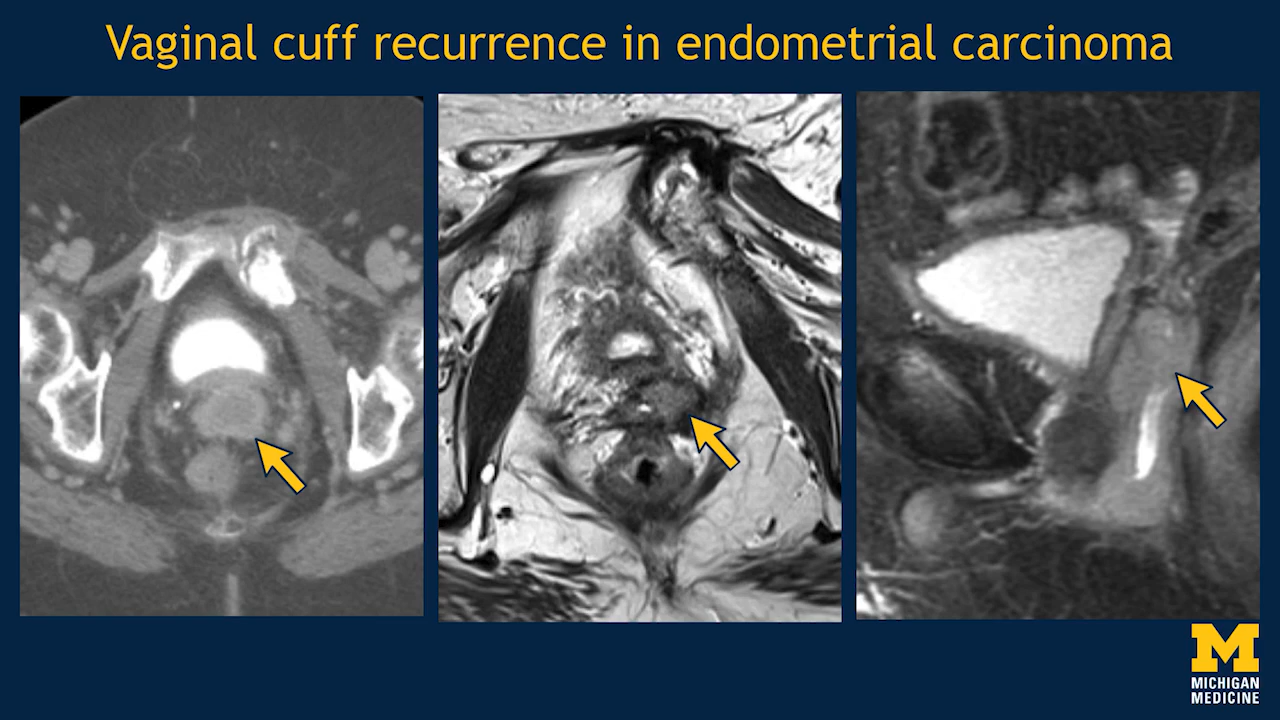 Vaginal cuff recurrence in endometrial carcinoma
M
MICHIGAN
MEDICINE